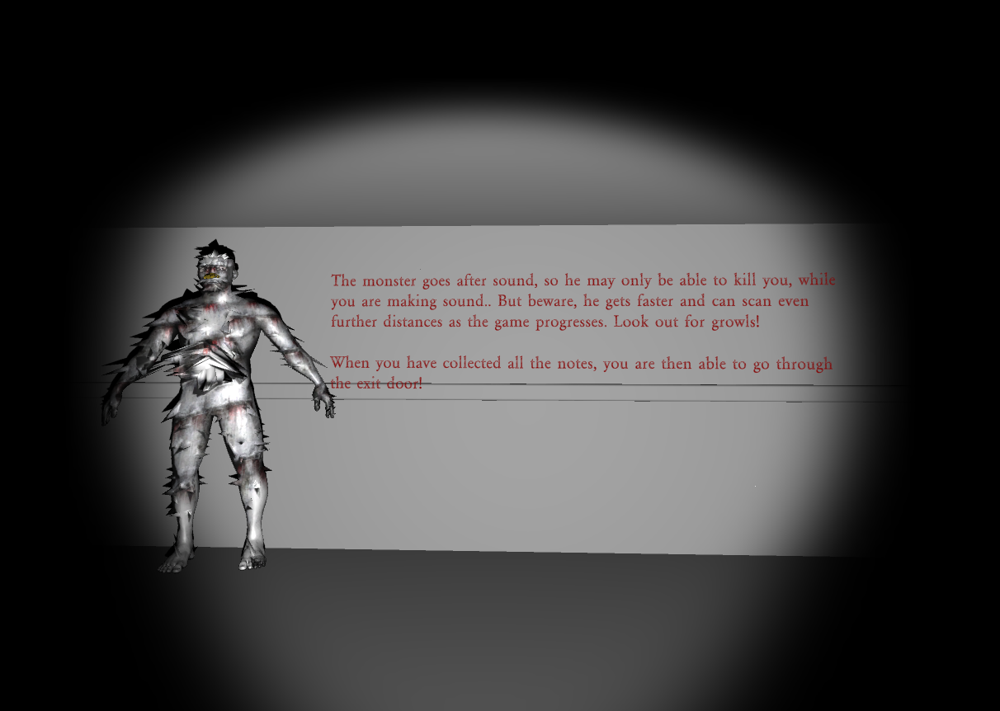 The monster goes after sound, so he may only be able to kill you, while
you are making sound.. But beware, he gets faster and can scan even
further distances as the game progresses. Look out for growls!
When you have collected all the notes, you are then able to go through
the exit door!